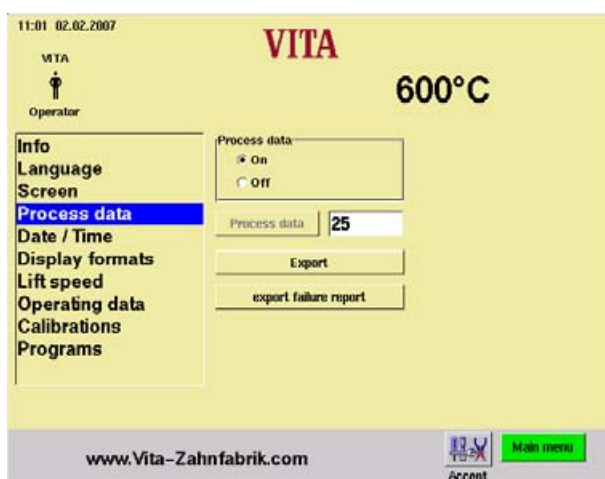 11:01 02.02.2007
VITA
VITA
600°C
Operator
Info
Language
Screen
Process data
Date / Time
Display formats
Lift speed
Operating data
Calibrations
Programs
Process data
On
Off
Process data 25
Export
export failure report
www.Vita-Zahnfabrik.com
Accept
Main menu